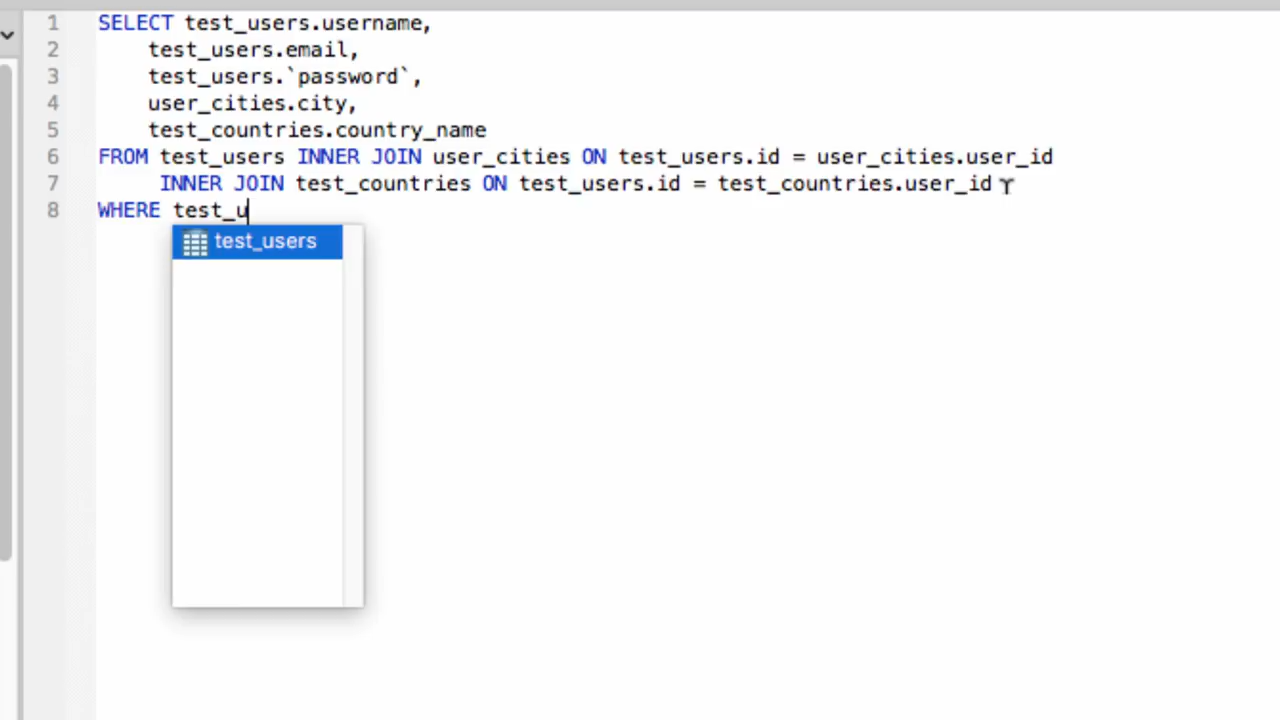 1 SELECT test_users.username,
2 test_users.email,
3 test_users.`password`,
4 user_cities.city,
5 test_countries.country_name
6 FROM test_users INNER JOIN user_cities ON test_users.id = user_cities.user_id
7 INNER JOIN test_countries ON test_users.id = test_countries.user_id
8 WHERE test_u
test_users